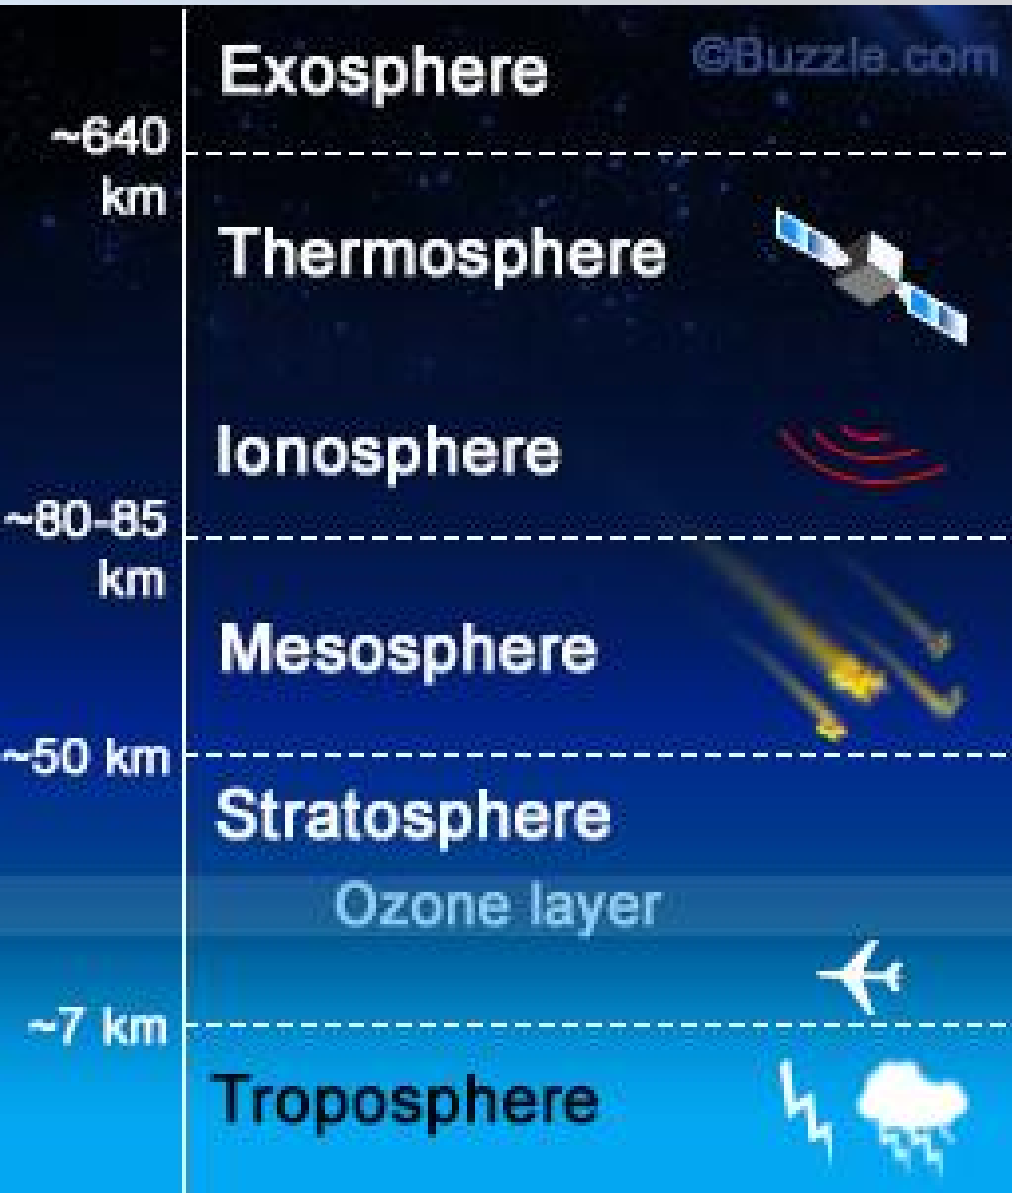 Exosphere
©Buzzle.com
~640
km
Thermosphere
Ionosphere
~80-85
km
Mesosphere
~50 km
Stratosphere
Ozone layer
~7 km
Troposphere